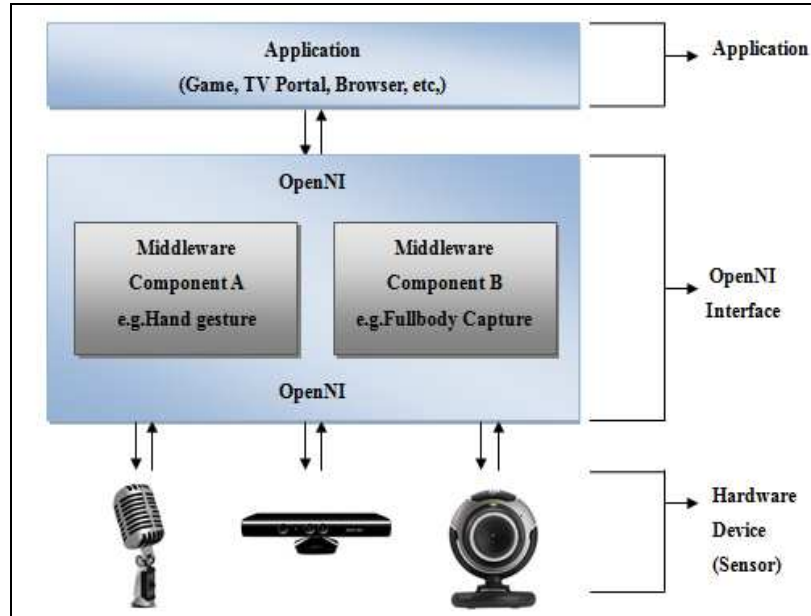 Application
(Game, TV Portal, Browser, etc,)
Application
OpenNI
Middleware
Component A
e.g.Hand gesture
Middleware
Component B
e.g.Fullbody Capture
OpenNI
OpenNI
Interface
Hardware
Device
(Sensor)